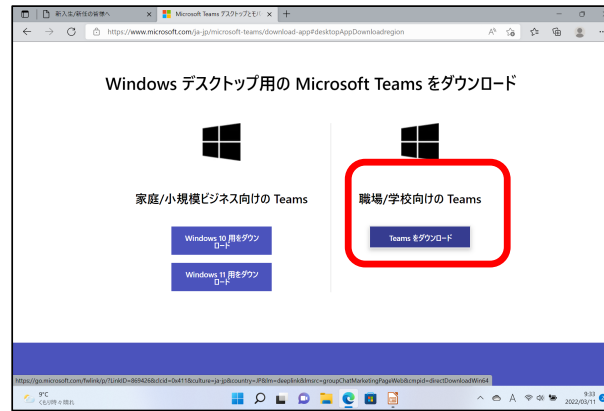 新入生/新任の皆様へ
Microsoft Teams デスクトップとモバ
https://www.microsoft.com/ja-jp/microsoft-teams/download-app#desktopAppDownloadregion
Windows デスクトップ用の Microsoft Teams をダウンロード
家庭/小規模ビジネス向けの Teams
Windows 10 用をダウン
ロード
Windows 11 用をダウン
ロード
職場/学校向けの Teams
Teams をダウンロード
https://go.microsoft.com/fwlink/p/?LinkID=869426&clcid=0x411&culture=ja-jp&country=JP&lm=deeplink&lmsrc=groupChatMarketingPageWeb&cmpid=directDownloadWin64
9°C
くもり時々晴れ
A
9:33
2022/03/11